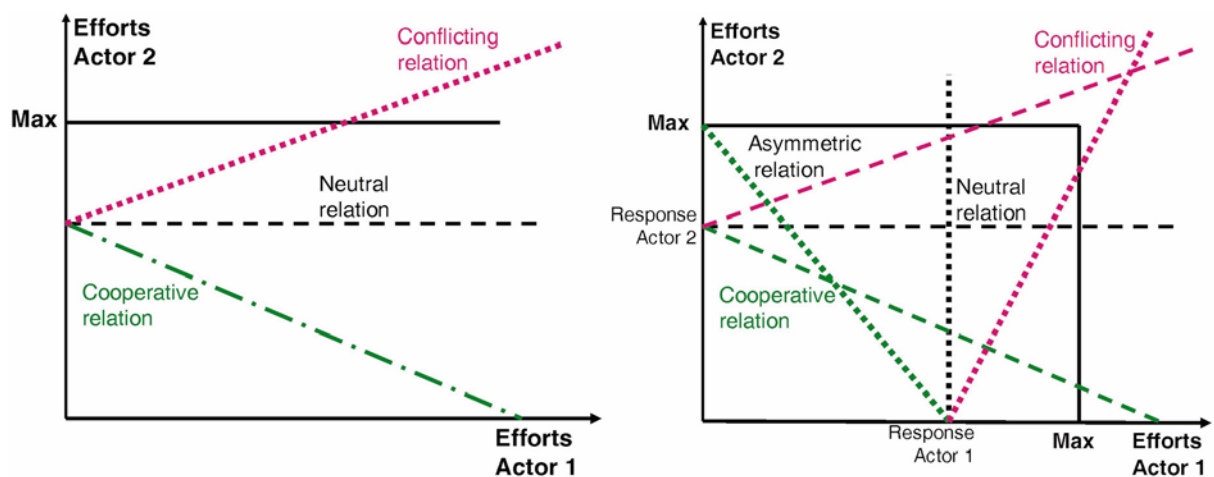 Efforts
Actor 2
Conflicting
relation
Max
Neutral
relation
Cooperative
relation
Efforts
Actor 1
Efforts
Actor 2
Conflicting
relation
Max
Asymmetric
relation
Neutral
relation
Response
Actor 2
Cooperative
relation
Response
Actor 1
Max
Efforts
Actor 1